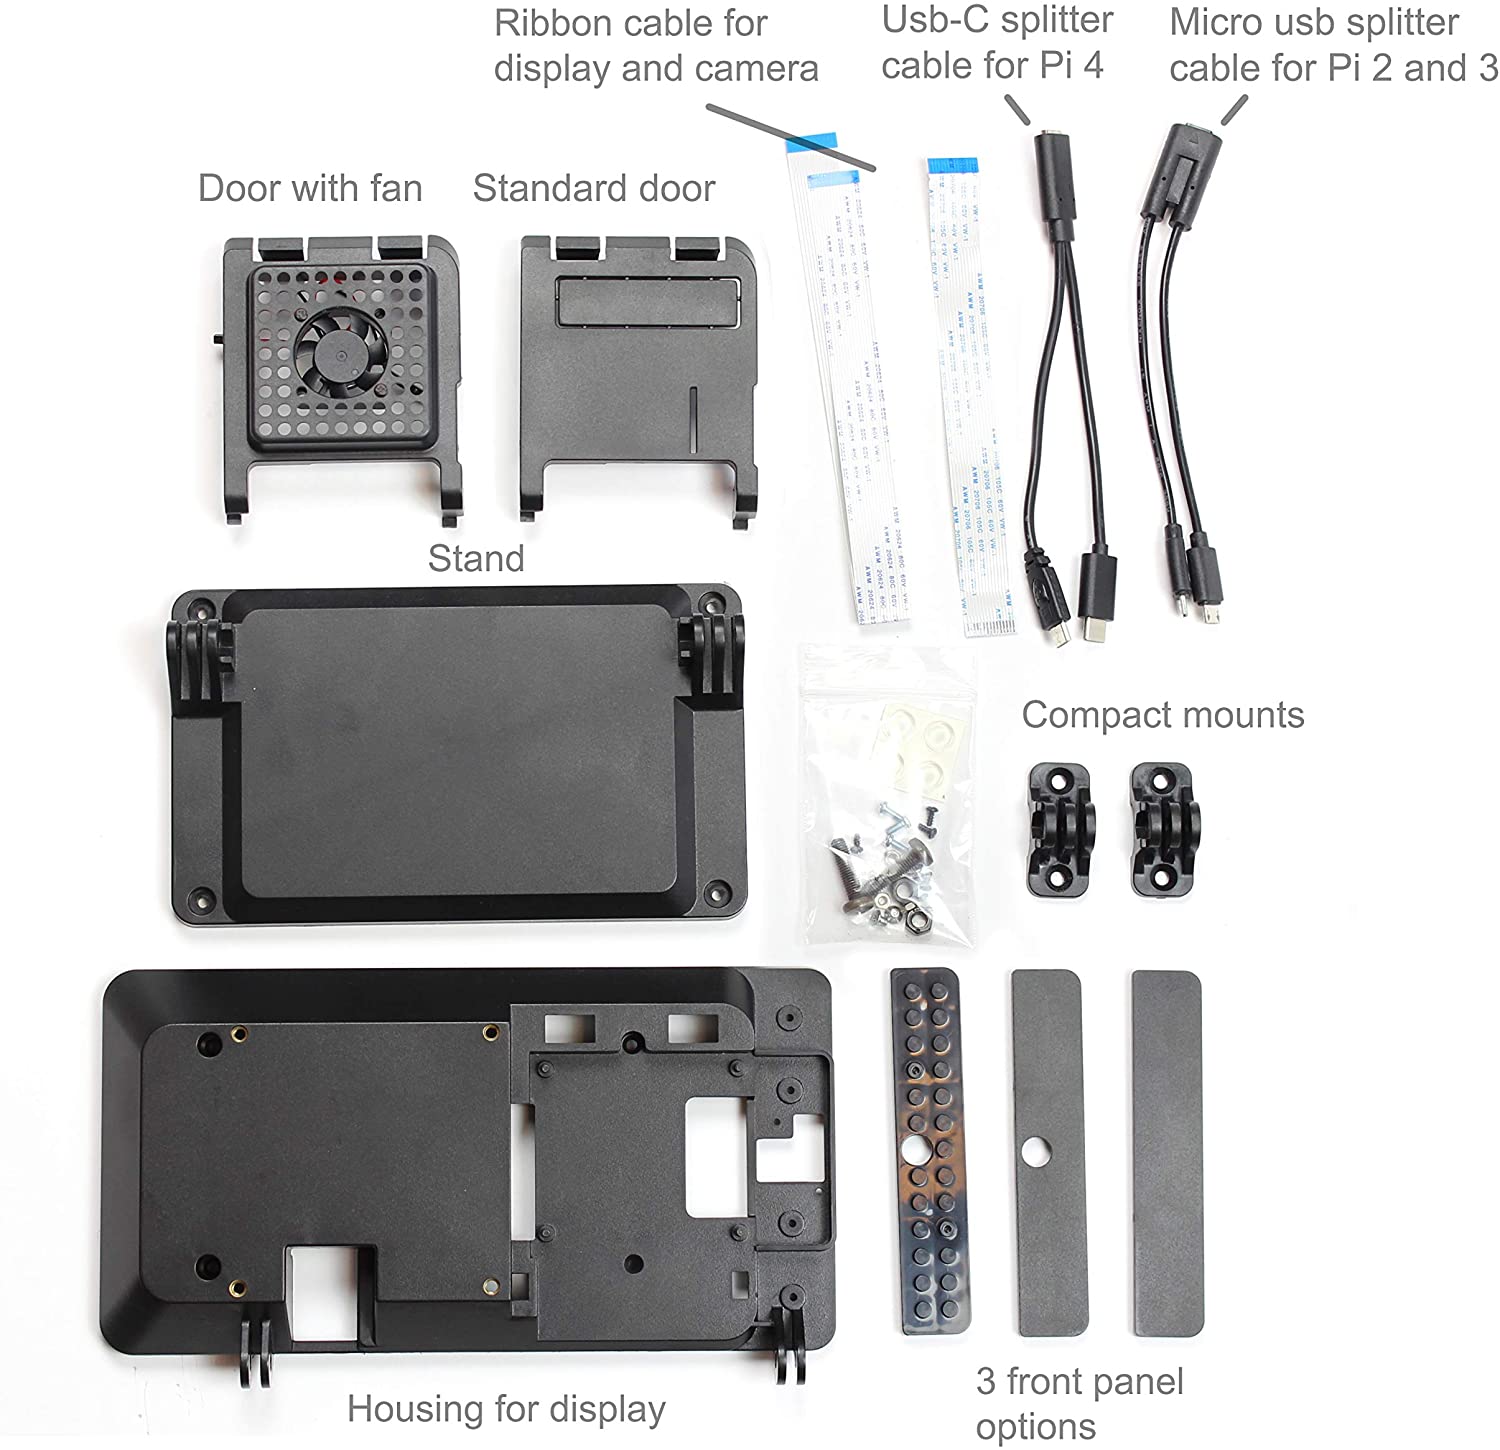 Ribbon cable for
display and camera
Usb-C splitter
cable for Pi 4
Micro usb splitter
cable for Pi 2 and 3
Door with fan
Standard door
Stand
Compact mounts
Housing for display
3 front panel
options